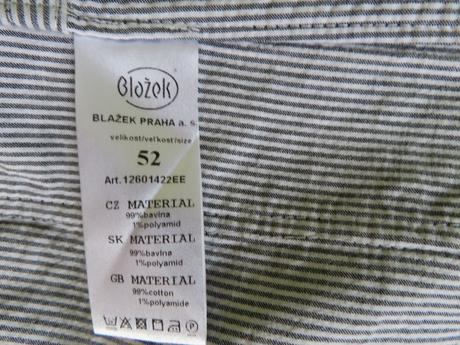 Blažek
BLAŽEK PRAHA a. s
velikost/veľkosť/size
52
Art.12601422EE
CZ MATERIAL
99%bavlna
1%polyamid
SK MATERIAL
99%bavlna
1%polyamid
GB MATERIAL
99%cotton
1%polyamide